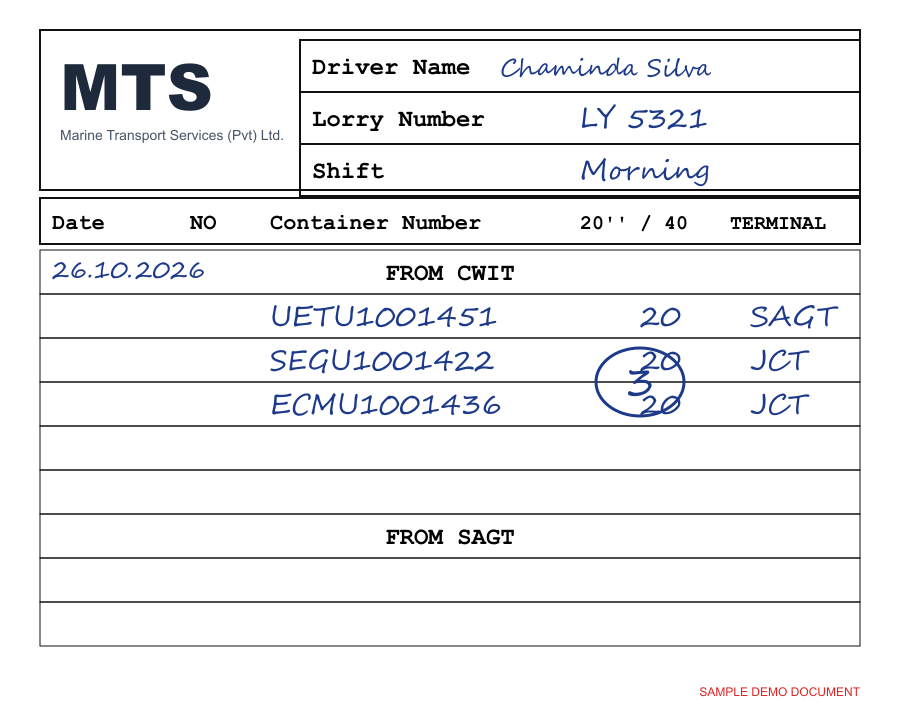 MTS
Marine Transport Services (Pvt) Ltd.
Driver Name Chaminda Silva
Lorry Number LY 5321
Shift Morning
Date NO Container Number 20'' / 40 TERMINAL
26.10.2026 FROM CWIT
UETU1001451 20 SAGT
SEGU1001422 20 JCT
3
ECMU1001436 20 JCT
FROM SAGT
SAMPLE DEMO DOCUMENT